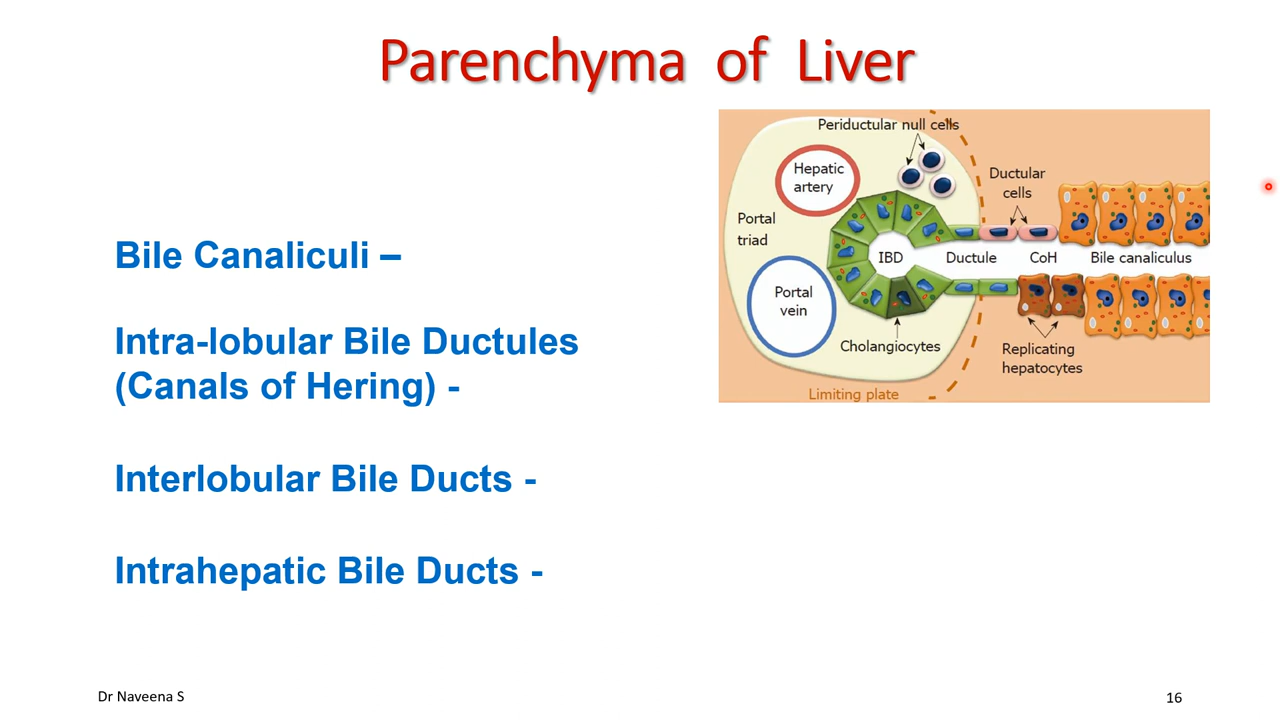 Parenchyma of Liver
Bile Canaliculi –
Intra-lobular Bile Ductules
(Canals of Hering) -
Interlobular Bile Ducts -
Intrahepatic Bile Ducts -
Periductular null cells
Hepatic
artery
Ductular
cells
Portal
triad
IBD
Ductule
CoH
Bile canaliculus
Portal
vein
Cholangiocytes
Replicating
hepatocytes
Limiting plate
Dr Naveena S
16